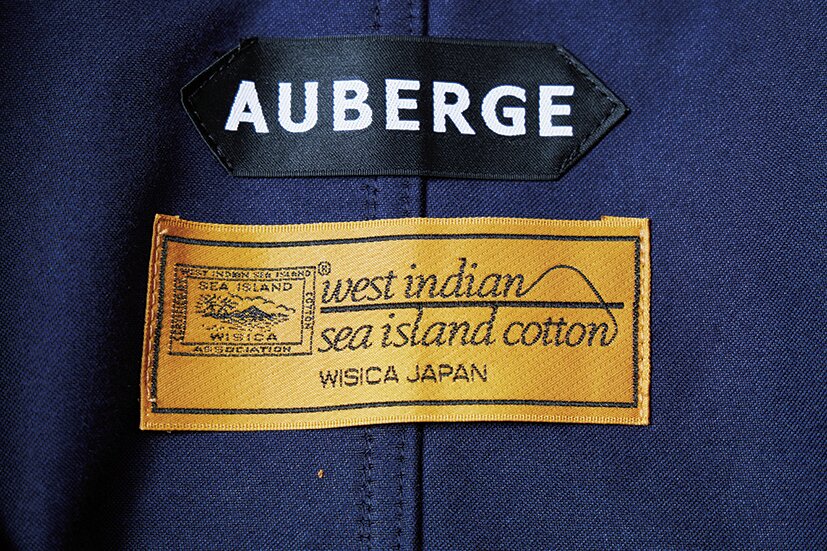 AUBERGE
WEST INDIAN SEA ISLAND
COTTON
SEA ISLAND
WISICA
ASSOCIATION
®
west indian
sea island cotton
WISICA JAPAN